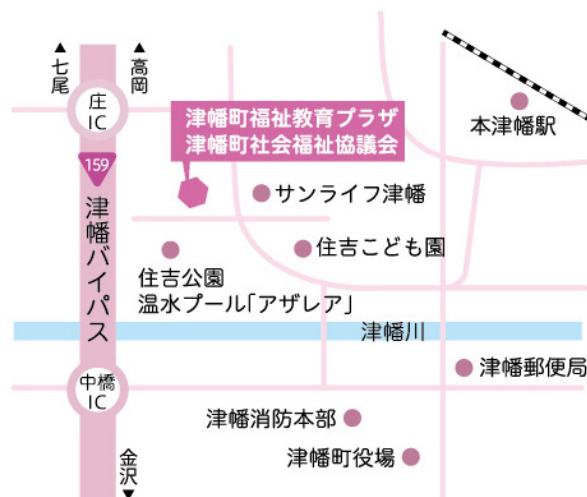 ▲七尾
▲高岡
庄
IC
159
津幡バイパス
津幡町福祉教育プラザ
津幡町社会福祉協議会
本津幡駅
サンライフ津幡
住吉こども園
住吉公園
温水プール「アザレア」
津幡川
中橋
IC
津幡郵便局
津幡消防本部
津幡町役場
金沢▼